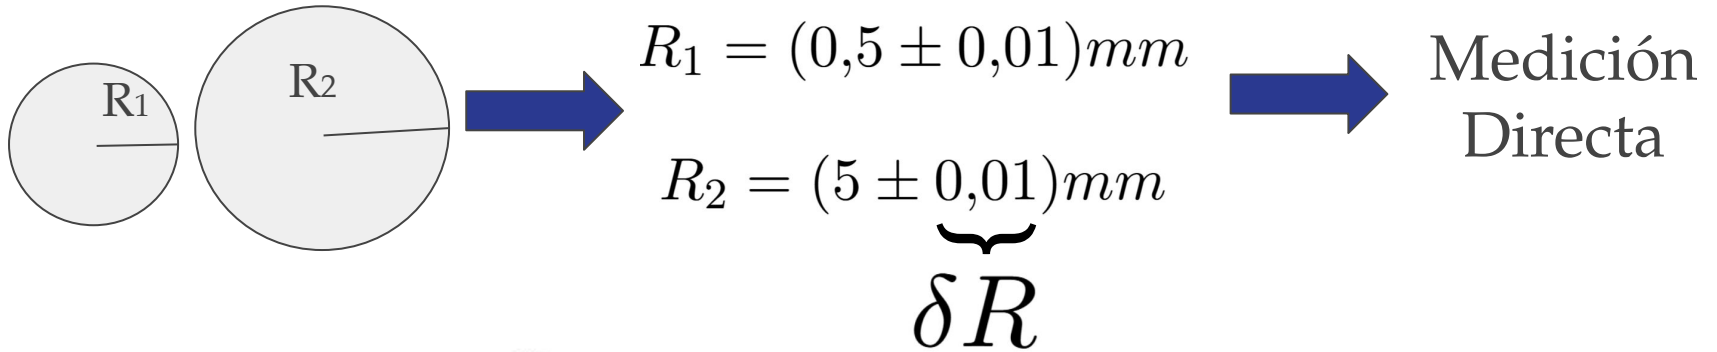 R1
R2
R₁ = (0,5 ± 0,01)mm
R₂ = (5 ± 0,01)mm
δR
Medición
Directa